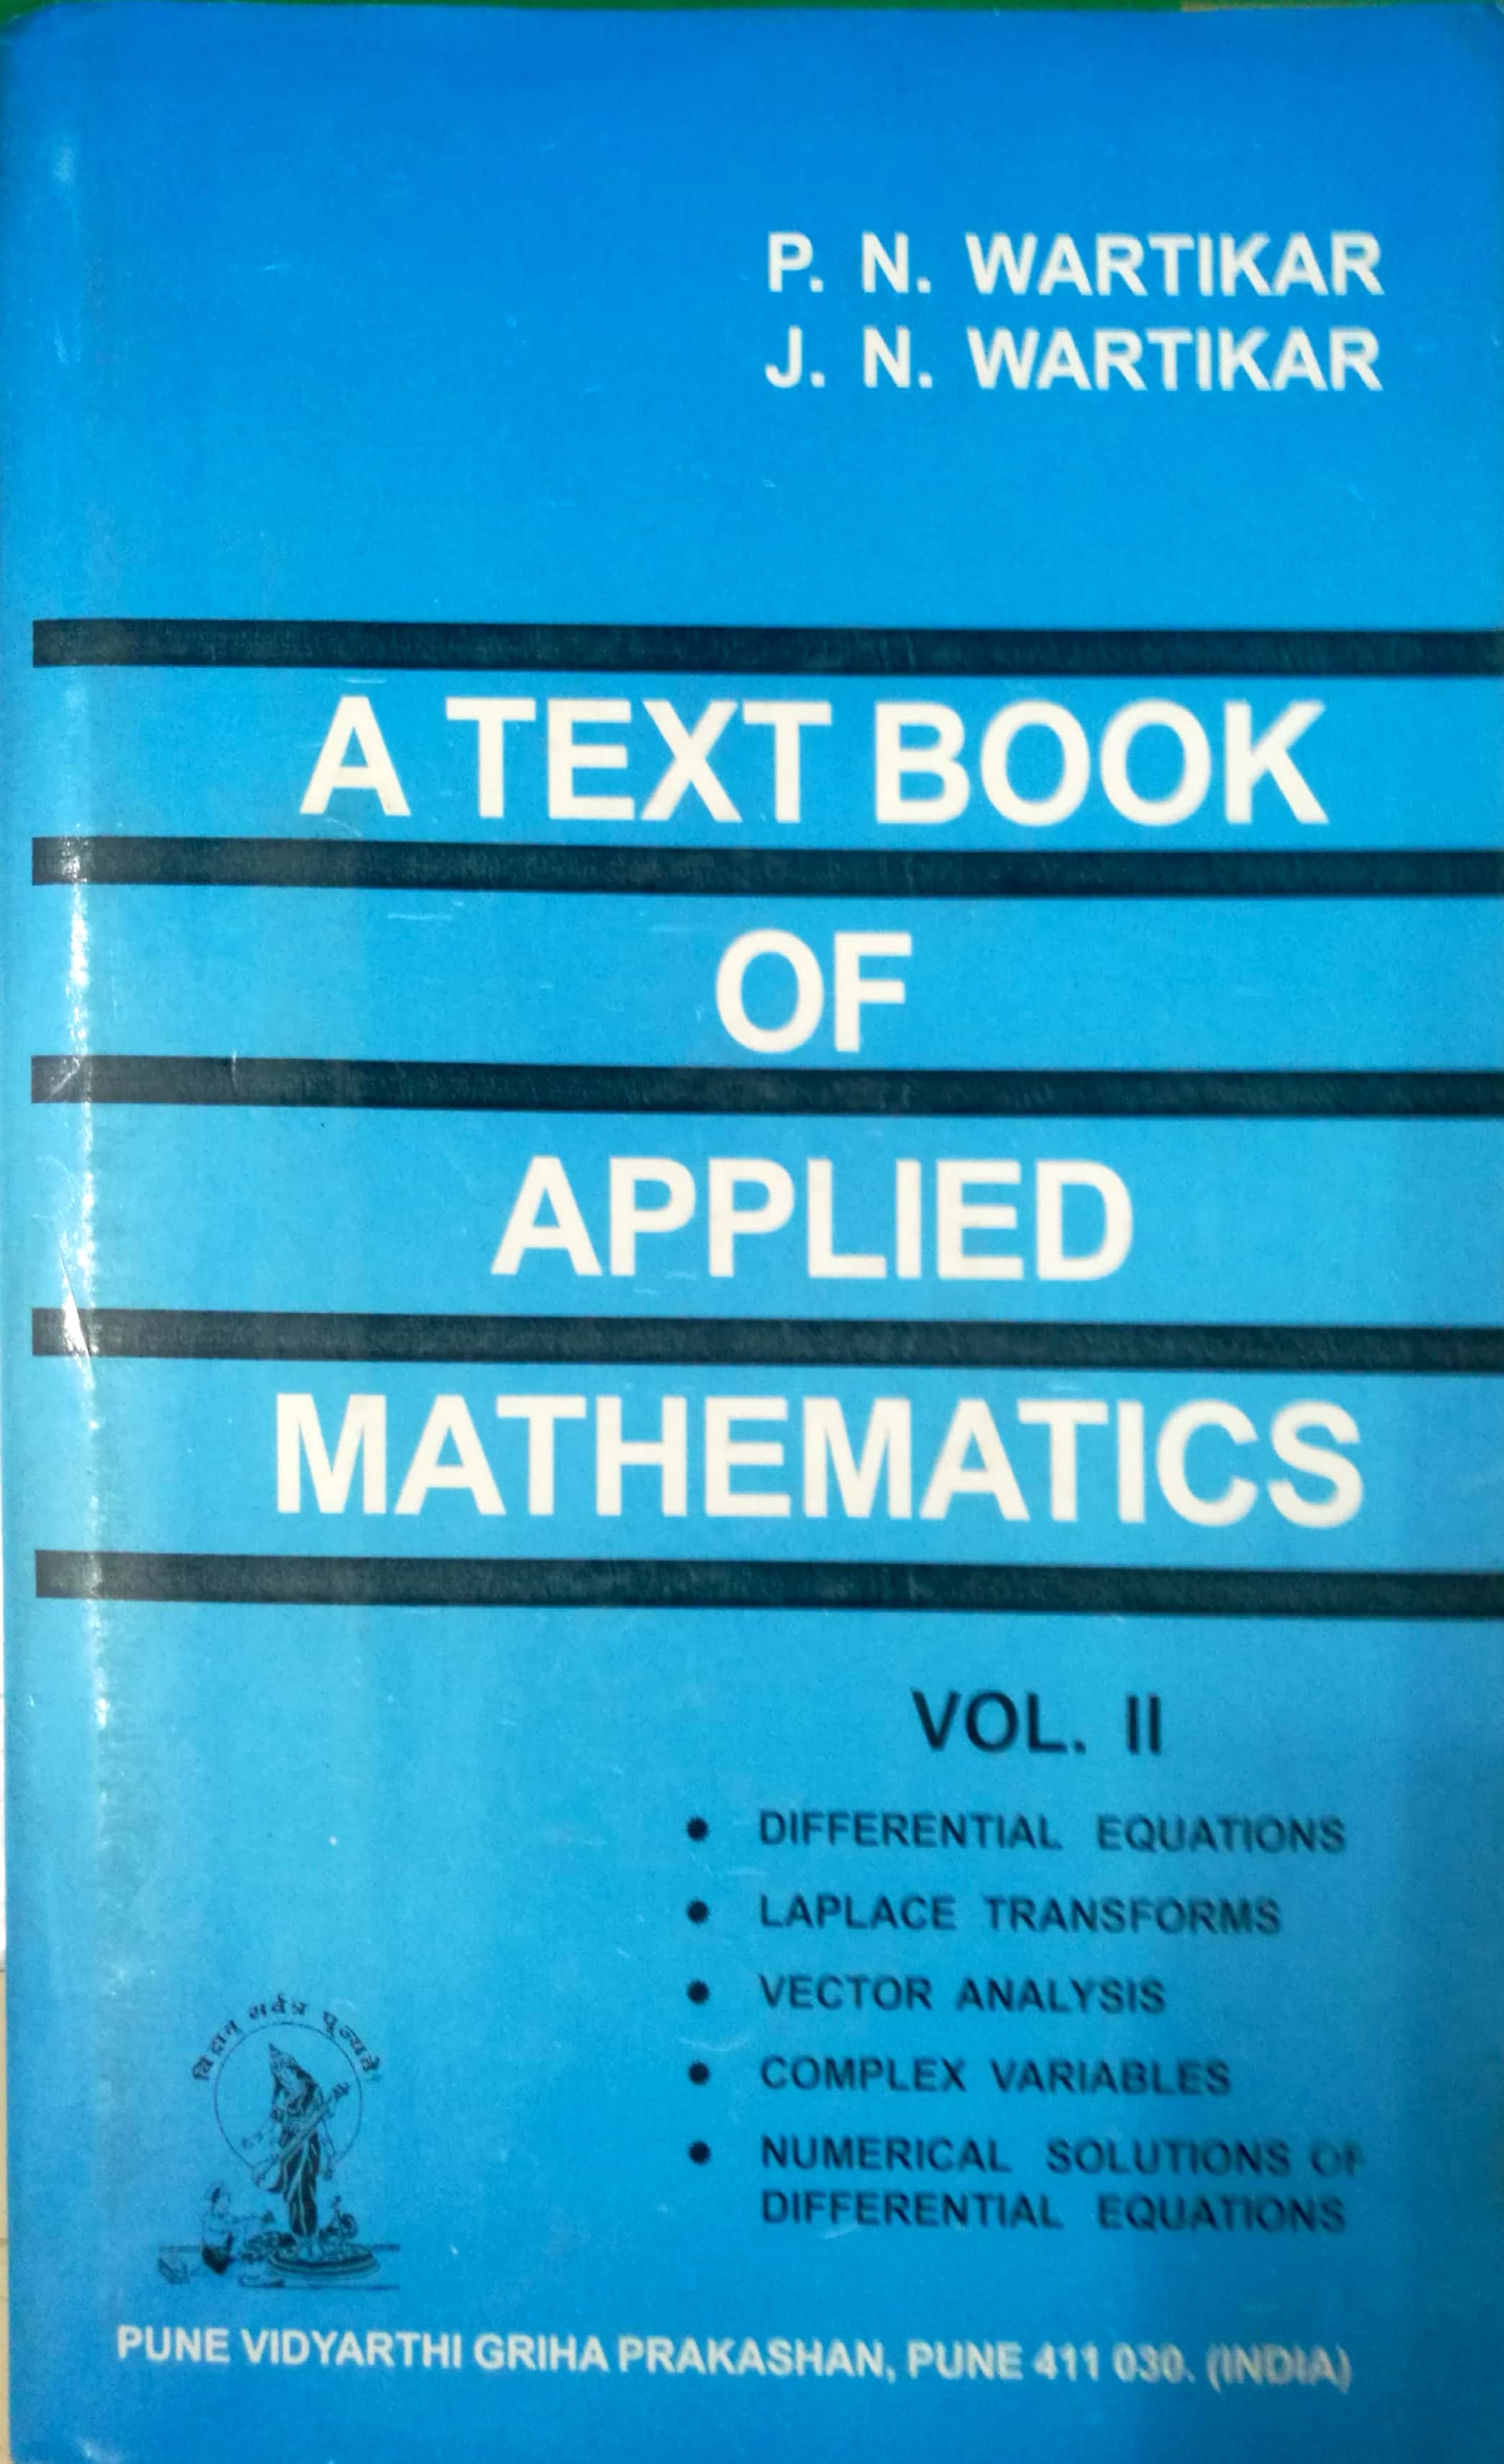 P. N. WARTIKAR
J. N. WARTIKAR
A TEXT BOOK
OF
APPLIED
MATHEMATICS
VOL. II
• DIFFERENTIAL EQUATIONS
• LAPLACE TRANSFORMS
• VECTOR ANALYSIS
• COMPLEX VARIABLES
• NUMERICAL SOLUTIONS OF
DIFFERENTIAL EQUATIONS
विद्वान् सर्वत्र पूज्यते
PUNE VIDYARTHI GRIHA PRAKASHAN, PUNE 411 030. (INDIA)